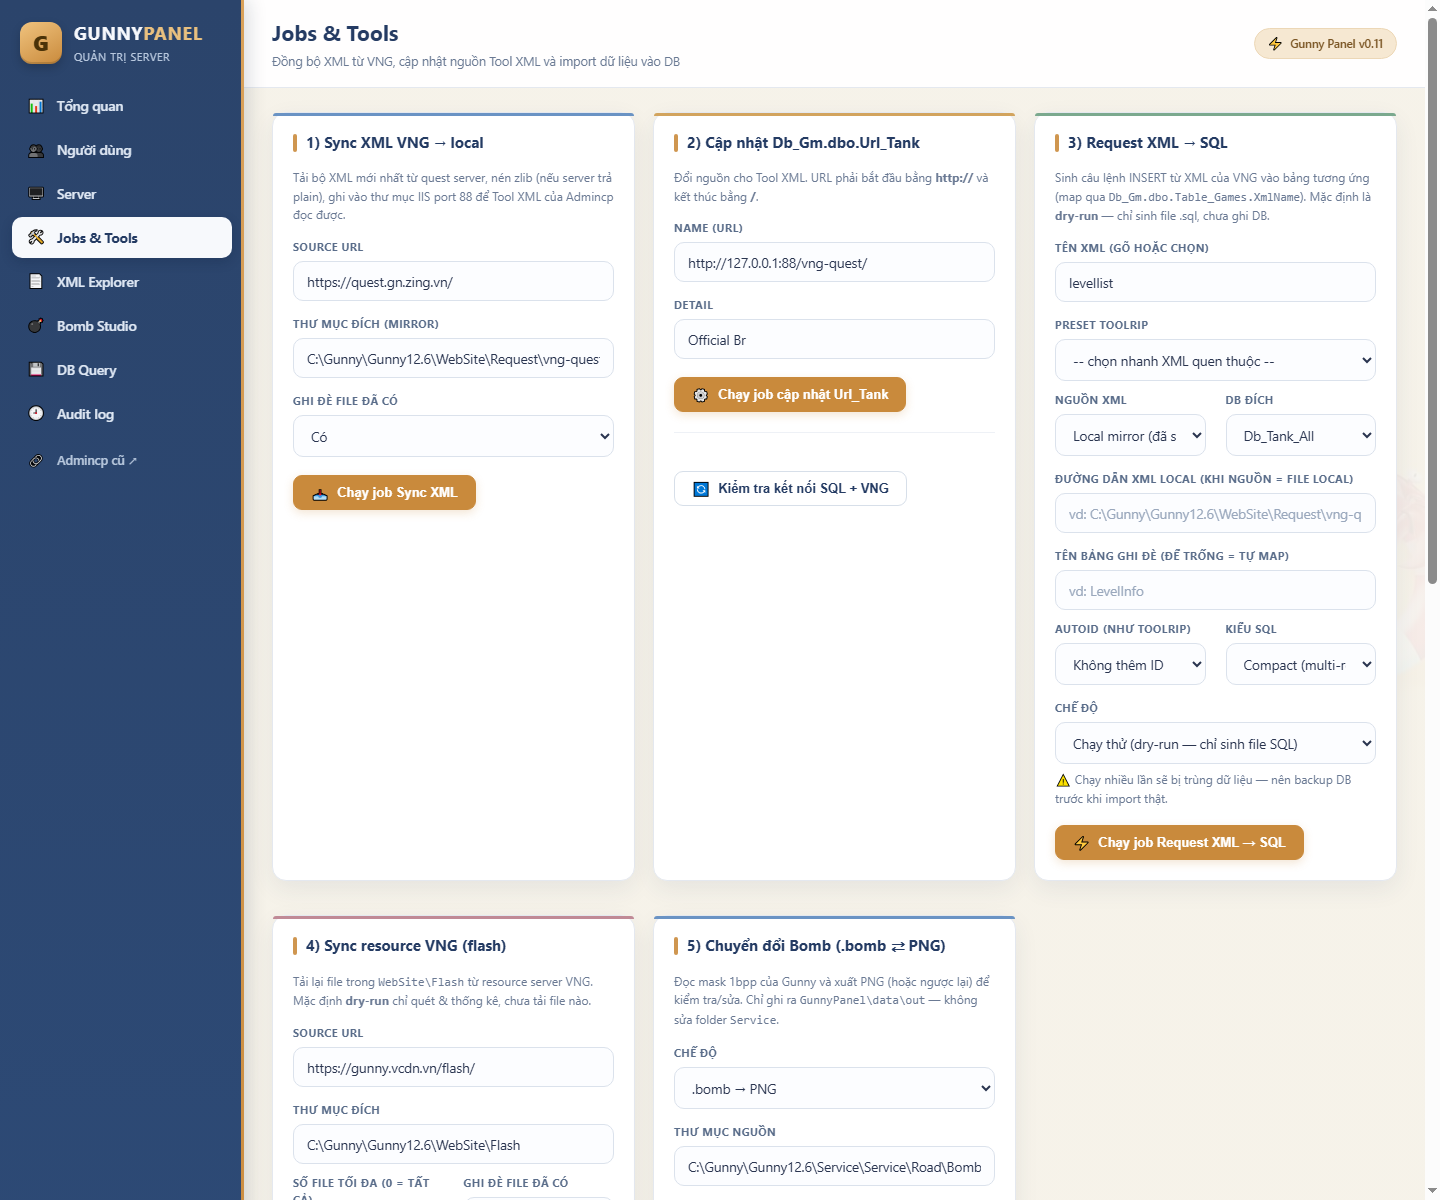 G
GUNNYPANEL
QUẢN TRỊ SERVER
Tổng quan
Người dùng
Server
Jobs & Tools
XML Explorer
Bomb Studio
DB Query
Audit log
Admincp cũ ↗
Jobs & Tools
Đồng bộ XML từ VNG, cập nhật nguồn Tool XML và import dữ liệu vào DB
⚡ Gunny Panel v0.11
1) Sync XML VNG → local
Tải bộ XML mới nhất từ quest server, nén zlib (nếu server trả
plain), ghi vào thư mục IIS port 88 để Tool XML của Admincp
đọc được.
SOURCE URL
https://quest.gn.zing.vn/
THƯ MỤC ĐÍCH (MIRROR)
C:\Gunny\Gunny12.6\WebSite\Request\vng-quest
GHI ĐÈ FILE ĐÃ CÓ
Có
Chạy job Sync XML
2) Cập nhật Db_Gm.dbo.Url_Tank
Đổi nguồn cho Tool XML. URL phải bắt đầu bằng http:// và
kết thúc bằng /.
NAME (URL)
http://127.0.0.1:88/vng-quest/
DETAIL
Official Br
Chạy job cập nhật Url_Tank
Kiểm tra kết nối SQL + VNG
3) Request XML → SQL
Sinh câu lệnh INSERT từ XML của VNG vào bảng tương ứng
(map qua Db_Gm.dbo.Table_Games.XmlName). Mặc định là
dry-run — chỉ sinh file .sql, chưa ghi DB.
TÊN XML (GÕ HOẶC CHỌN)
levellist
PRESET TOOLRIP
-- chọn nhanh XML quen thuộc --
NGUỒN XML
DB ĐÍCH
Local mirror (đã s
Db_Tank_All
ĐƯỜNG DẪN XML LOCAL (KHI NGUỒN = FILE LOCAL)
vd: C:\Gunny\Gunny12.6\WebSite\Request\vng-q
TÊN BẢNG GHI ĐÈ (ĐỂ TRỐNG = TỰ MAP)
vd: LevelInfo
AUTOID (NHƯ TOOLRIP)
KIỂU SQL
Không thêm ID
Compact (multi-r
CHẾ ĐỘ
Chạy thử (dry-run — chỉ sinh file SQL)
⚠ Chạy nhiều lần sẽ bị trùng dữ liệu — nên backup DB
trước khi import thật.
⚡ Chạy job Request XML → SQL
4) Sync resource VNG (flash)
Tải lại file trong WebSite\Flash từ resource server VNG.
Mặc định dry-run chỉ quét & thống kê, chưa tải file nào.
SOURCE URL
https://gunny.vcdn.vn/flash/
THƯ MỤC ĐÍCH
C:\Gunny\Gunny12.6\WebSite\Flash
SỐ FILE TỐI ĐA (0 = TẤT
CẢ)
GHI ĐÈ FILE ĐÃ CÓ
5) Chuyển đổi Bomb (.bomb ⇄ PNG)
Đọc mask 1bpp của Gunny và xuất PNG (hoặc ngược lại) để
kiểm tra/sửa. Chỉ ghi ra GunnyPanel\data\out — không
sửa folder Service.
CHẾ ĐỘ
.bomb → PNG
THƯ MỤC NGUỒN
C:\Gunny\Gunny12.6\Service\Service\Road\Bomb